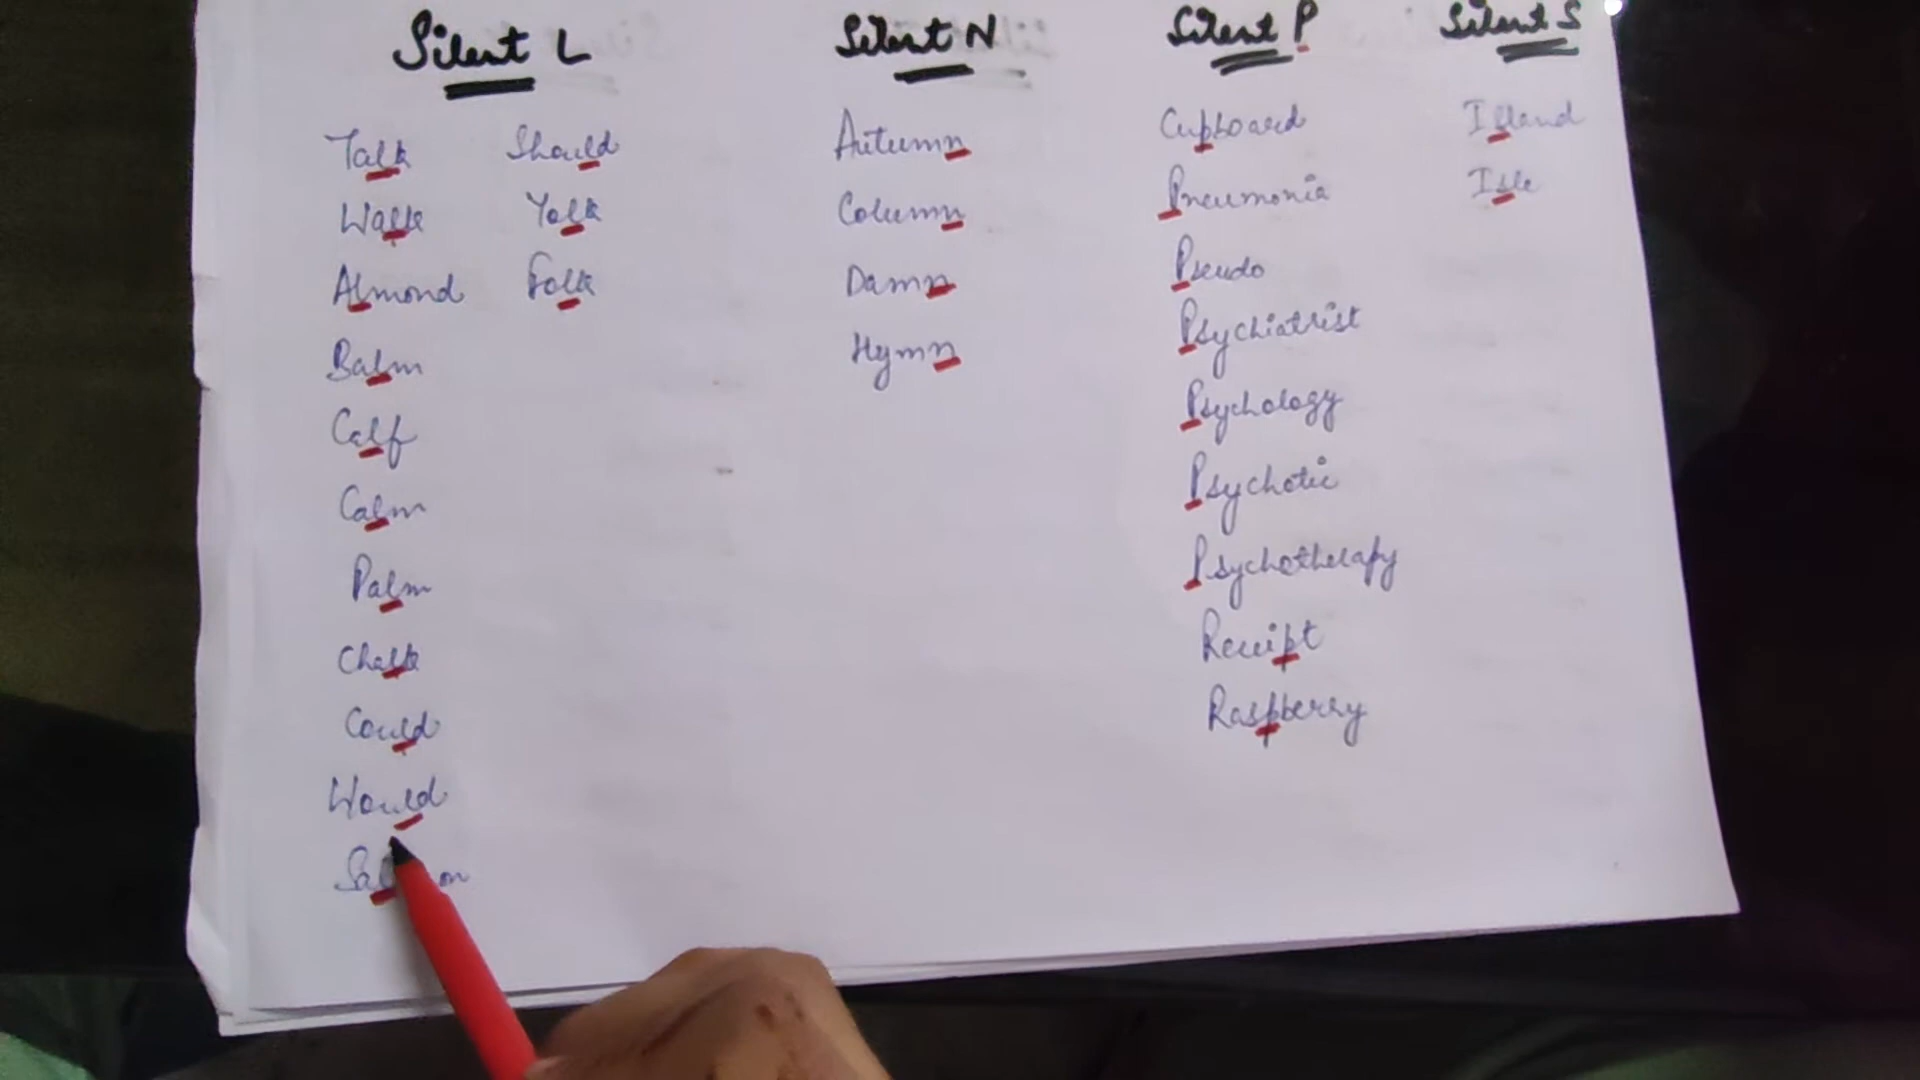 Silent L
Talk Should
Walk Yolk
Almond Folk
Balm
Calf
Calm
Palm
Chalk
Could
Would
Silent N
Autumn
Column
Damn
Hymn
Silent P
Cupboard
Pneumonia
Pseudo
Psychiatrist
Psychology
Psychotic
Psychotherapy
Receipt
Raspberry
Silent S
Island
Isle